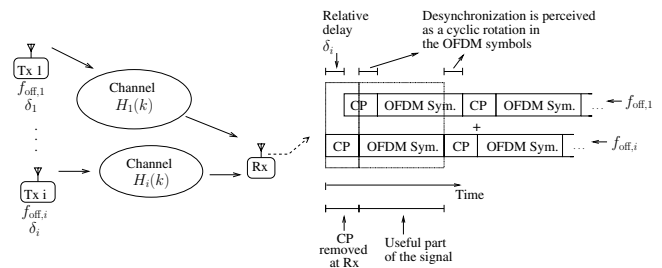 Tx 1
f_off,1
δ_1
Channel
H_1(k)
Tx i
f_off,i
δ_i
Channel
H_i(k)
Rx
Relative
delay
δ_i
Desynchronization is perceived
as a cyclic rotation in
the OFDM symbols
CP OFDM Sym. CP OFDM Sym. ... f_off,1
+
CP OFDM Sym. CP OFDM Sym. ... f_off,i
Time
CP
removed
at Rx
Useful part
of the signal